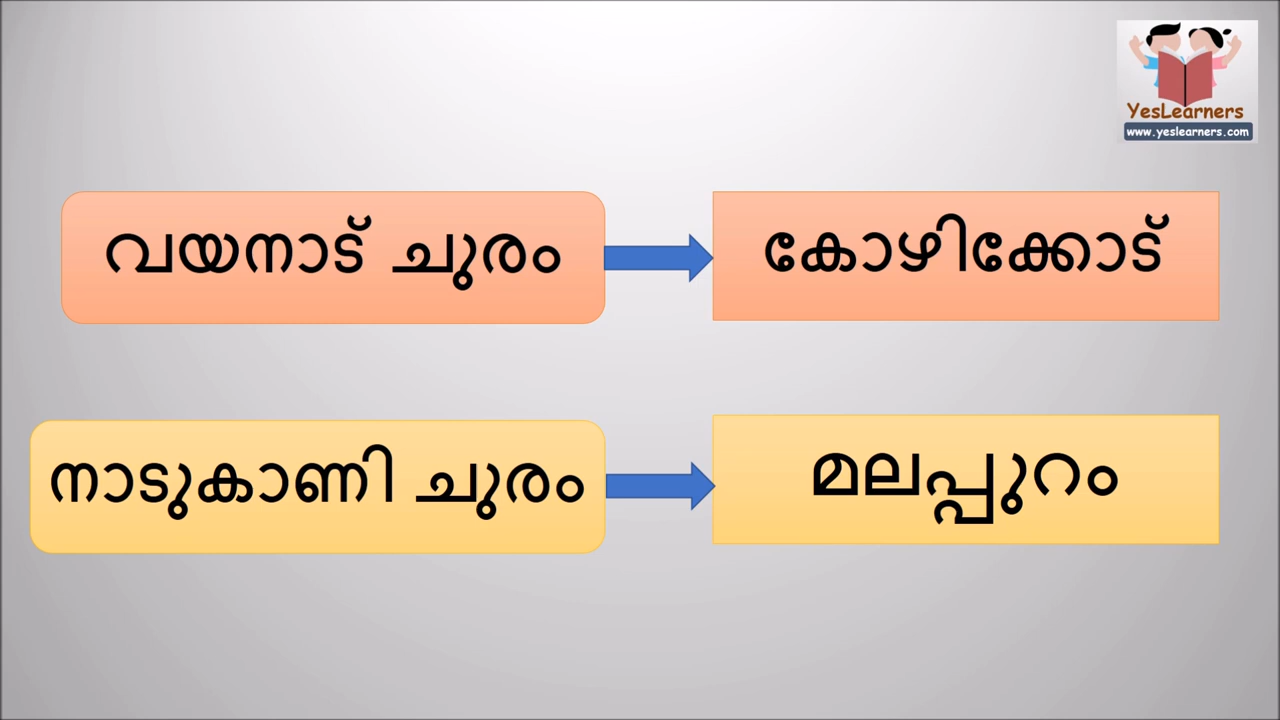 YesLearners
www.yeslearners.com
വയനാട് ചുരം
കോഴിക്കോട്
നാടുകാണി ചുരം
മലപ്പുറം